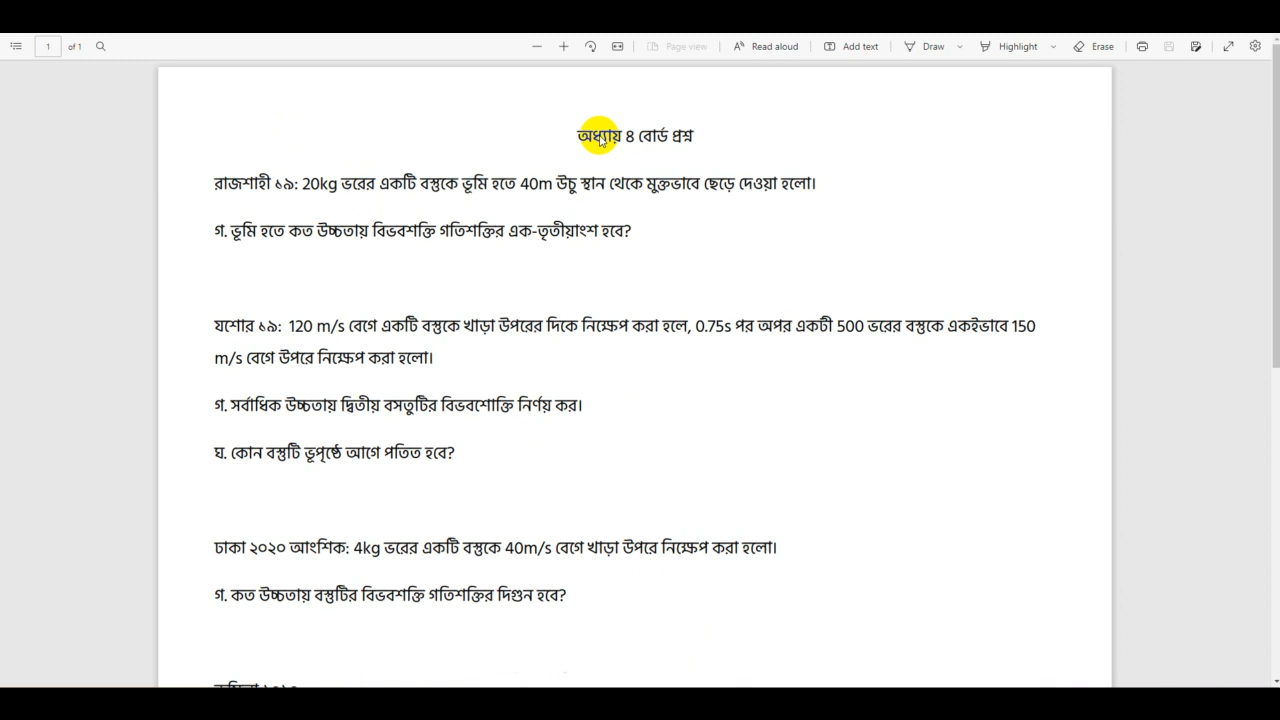 1 of 1 Page view Read aloud Add text Draw Highlight Erase
অধ্যায় ৪ বোর্ড প্রশ্ন
রাজশাহী ১৯: 20kg ভরের একটি বস্তুকে ভূমি হতে 40m উচু স্থান থেকে মুক্তভাবে ছেড়ে দেওয়া হলো।
গ. ভূমি হতে কত উচ্চতায় বিভবশক্তি গতিশক্তির এক-তৃতীয়াংশ হবে?
যশোর ১৯: 120 m/s বেগে একটি বস্তুকে খাড়া উপরের দিকে নিক্ষেপ করা হলে, 0.75s পর অপর একটী 500 ভরের বস্তুকে একইভাবে 150
m/s বেগে উপরে নিক্ষেপ করা হলো।
গ. সর্বাধিক উচ্চতায় দ্বিতীয় বসতুটির বিভবশোক্তি নির্ণয় কর।
ঘ. কোন বস্তুটি ভূপৃষ্ঠে আগে পতিত হবে?
ঢাকা ২০২০ আংশিক: 4kg ভরের একটি বস্তুকে 40m/s বেগে খাড়া উপরে নিক্ষেপ করা হলো।
গ. কত উচ্চতায় বস্তুটির বিভবশক্তি গতিশক্তির দিগুন হবে?